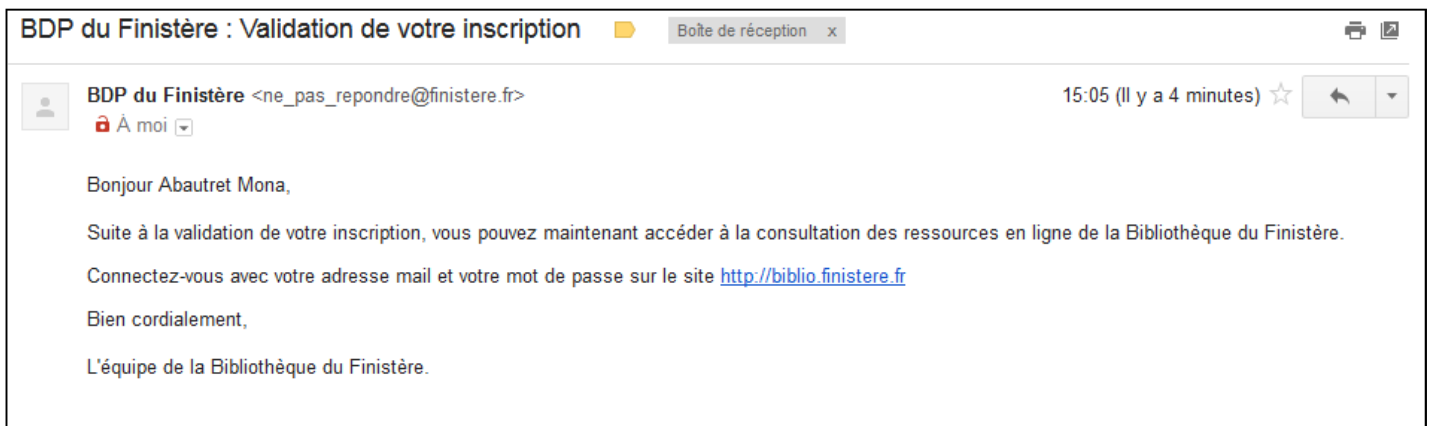 BDP du Finistère : Validation de votre inscription Boîte de réception x
BDP du Finistère <ne_pas_repondre@finistere.fr> 15:05 (Il y a 4 minutes)
À moi
Bonjour Abautret Mona,
Suite à la validation de votre inscription, vous pouvez maintenant accéder à la consultation des ressources en ligne de la Bibliothèque du Finistère.
Connectez-vous avec votre adresse mail et votre mot de passe sur le site http://biblio.finistere.fr
Bien cordialement,
L'équipe de la Bibliothèque du Finistère.